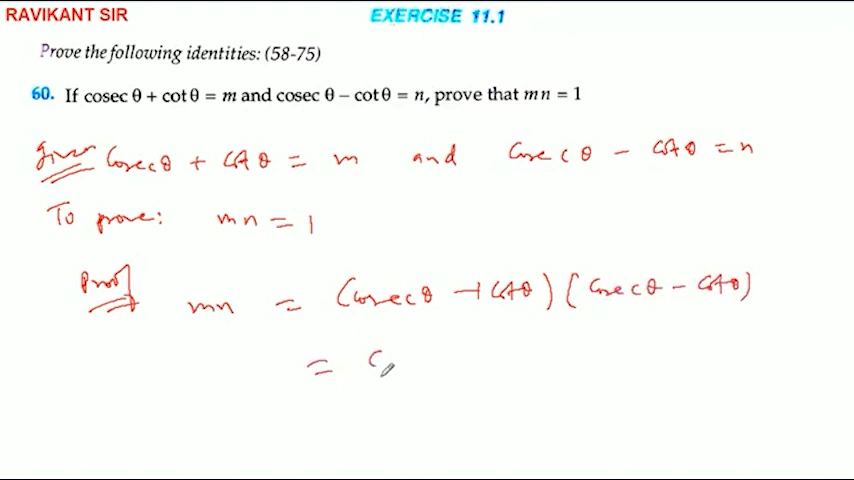 RAVIKANT SIR
EXERCISE 11.1
Prove the following identities: (58-75)
60. If cosec θ + cot θ = m and cosec θ – cot θ = n, prove that mn = 1
Given Cosec θ + Cot θ = m and Cosec θ - Cot θ = n
To prove: mn = 1
Proof mn = (Cosec θ + Cot θ) (Cosec θ - Cot θ)
= C